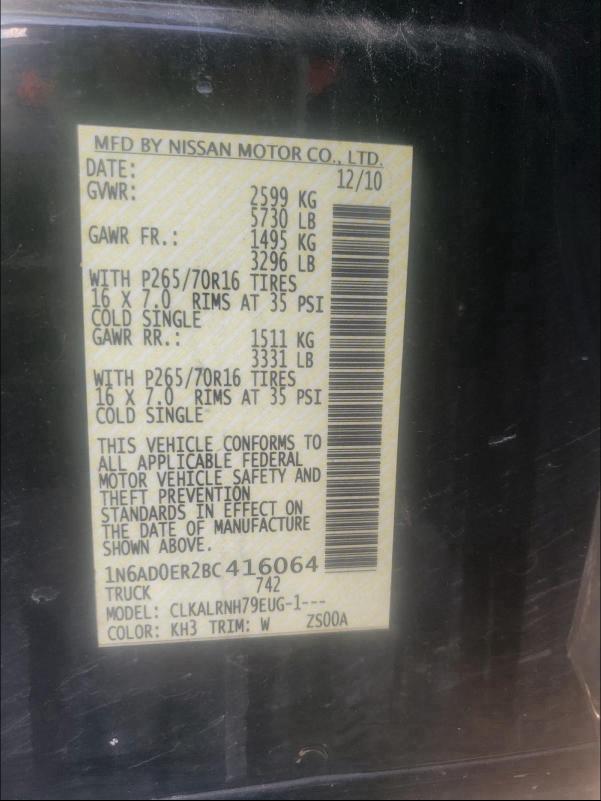 MFD BY NISSAN MOTOR CO., LTD.
DATE: 12/10
GVWR: 2599 KG
5730 LB
GAWR FR.: 1495 KG
3296 LB
WITH P265/70R16 TIRES
16 X 7.0 RIMS AT 35 PSI
COLD SINGLE
GAWR RR.: 1511 KG
3331 LB
WITH P265/70R16 TIRES
16 X 7.0 RIMS AT 35 PSI
COLD SINGLE
THIS VEHICLE CONFORMS TO
ALL APPLICABLE FEDERAL
MOTOR VEHICLE SAFETY AND
THEFT PREVENTION
STANDARDS IN EFFECT ON
THE DATE OF MANUFACTURE
SHOWN ABOVE.
1N6AD0ER2BC416064
TRUCK 742
MODEL: CLKALRNH79EUG-1---
COLOR: KH3 TRIM: W ZS00A